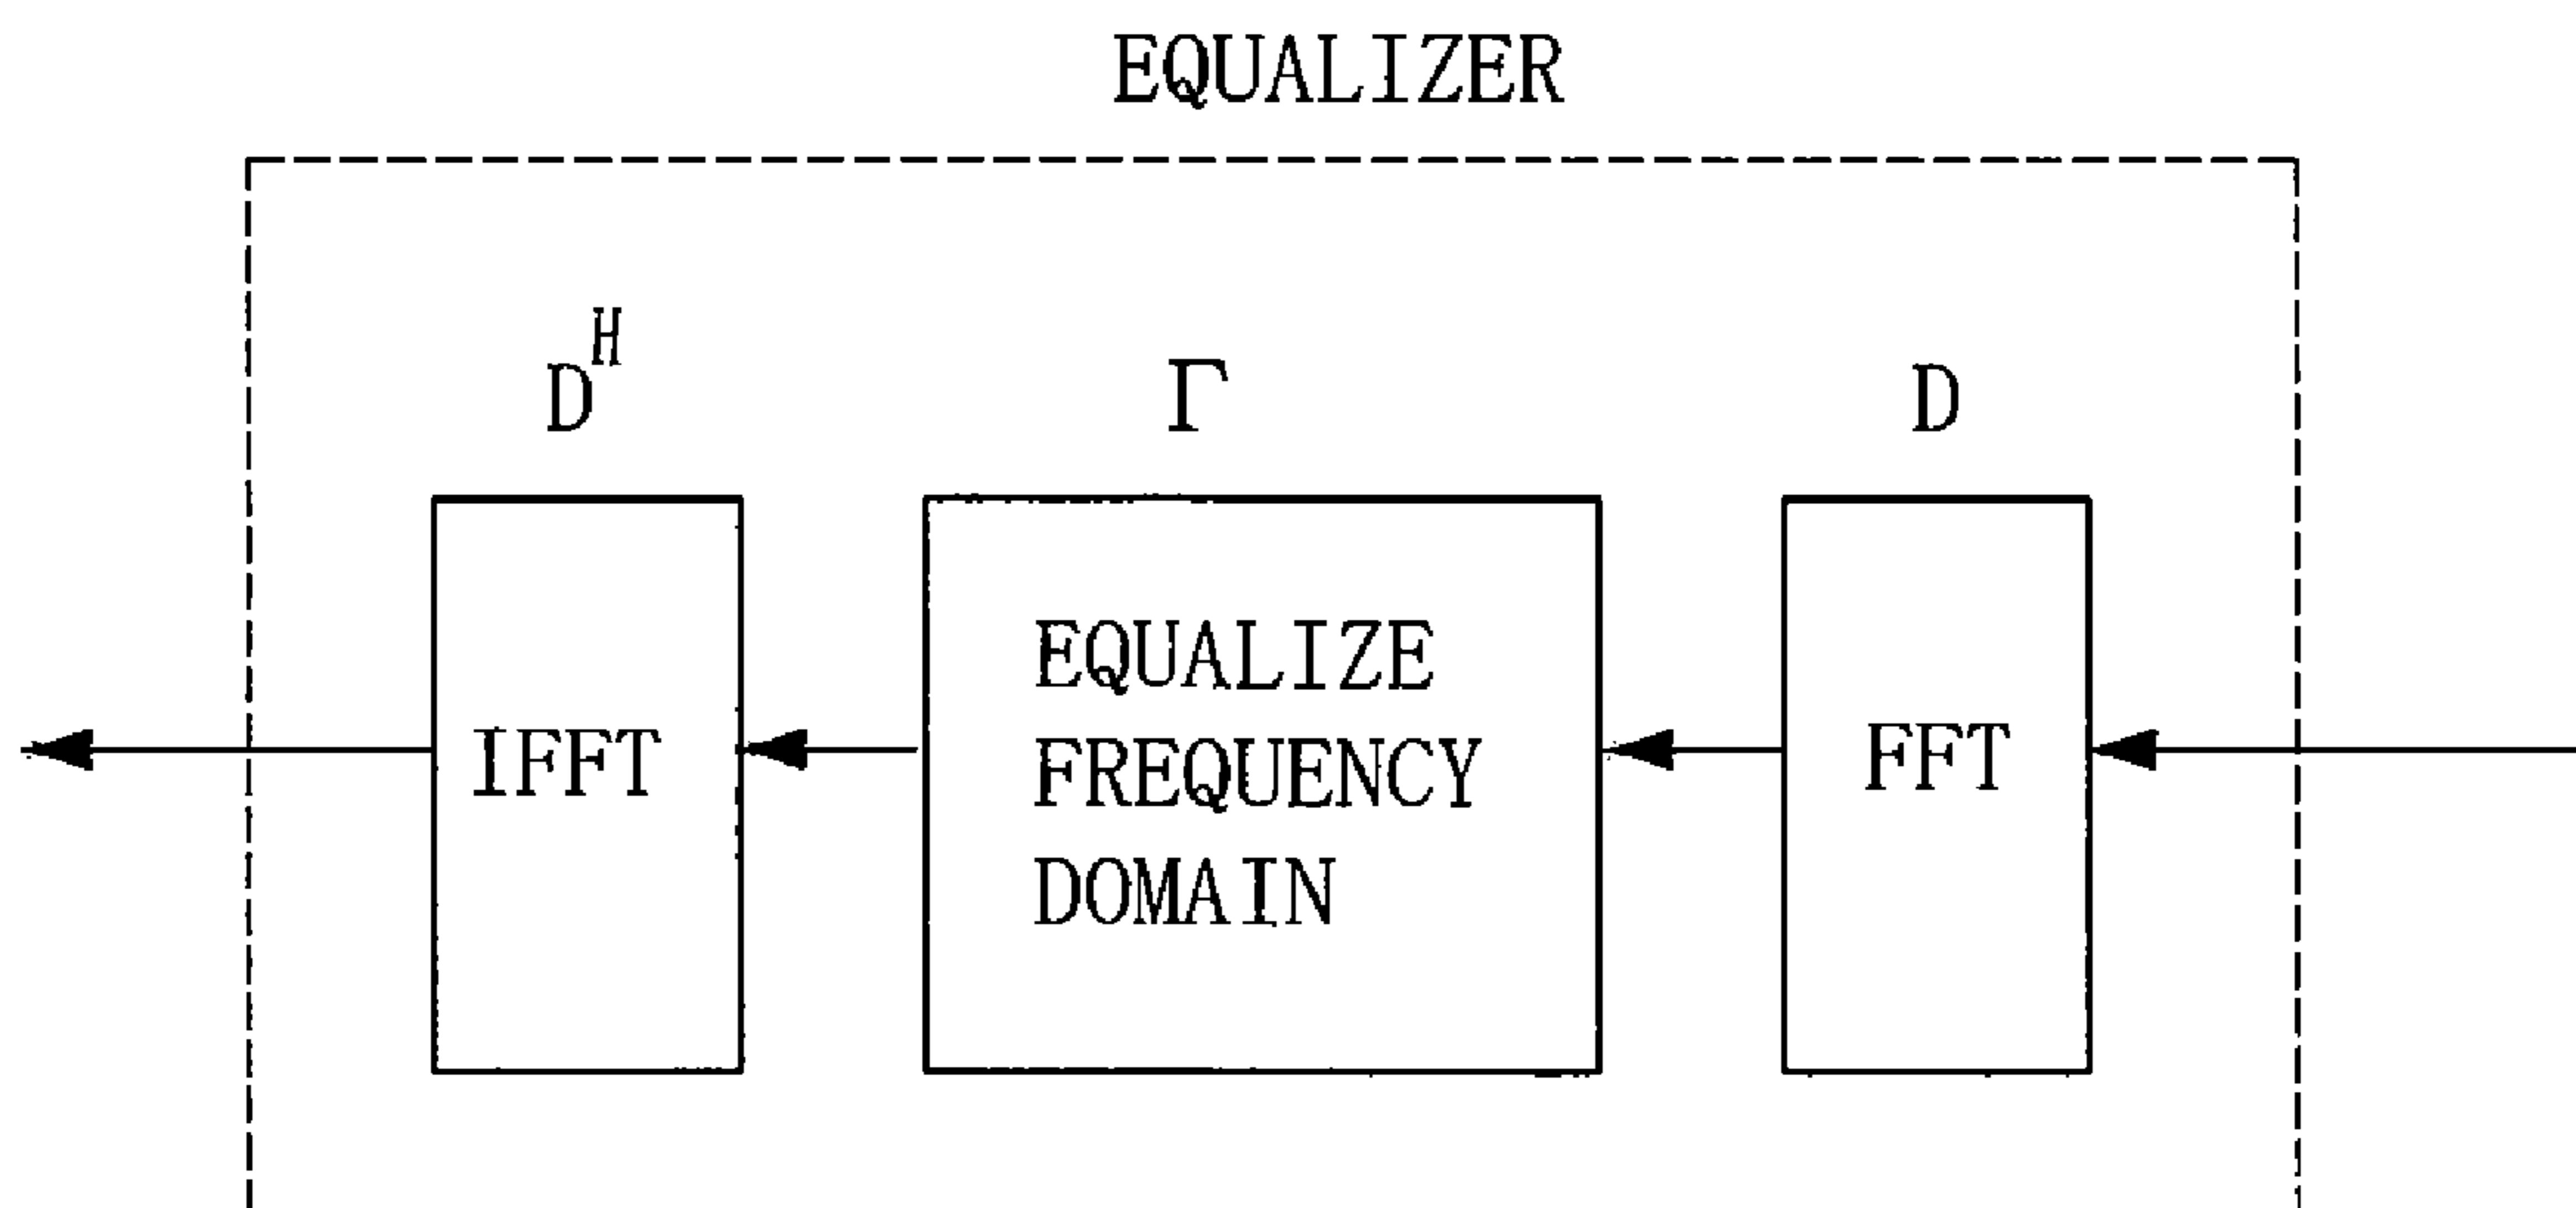 EQUALIZER
D^H
Γ
D
IFFT
EQUALIZE
FREQUENCY
DOMAIN
FFT